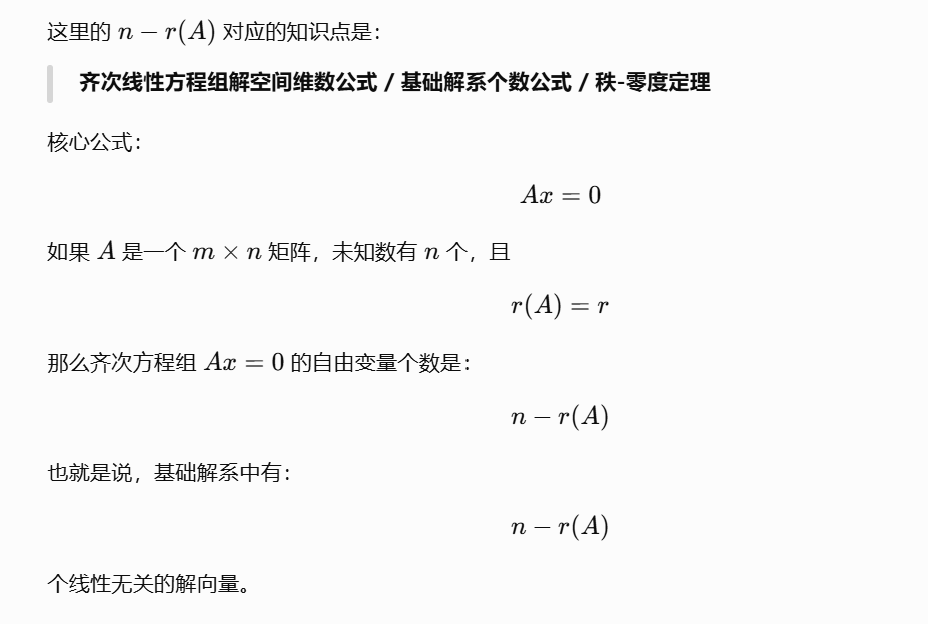 这里的 n − r(A) 对应的知识点是：
齐次线性方程组解空间维数公式 / 基础解系个数公式 / 秩-零度定理
核心公式：
Ax = 0
如果 A 是一个 m × n 矩阵，未知数有 n 个，且
r(A) = r
那么齐次方程组 Ax = 0 的自由变量个数是：
n − r(A)
也就是说，基础解系中有：
n − r(A)
个线性无关的解向量。